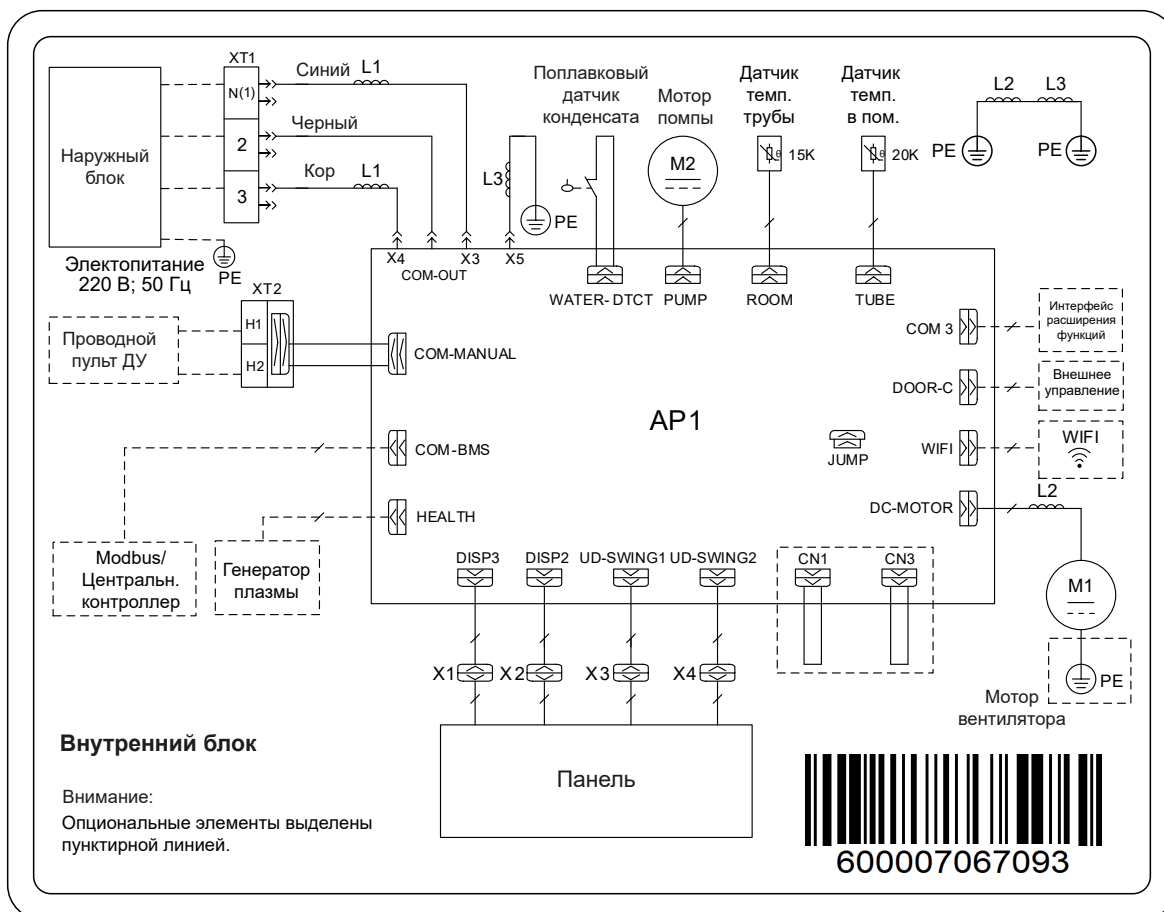 XT1
Синий
L1
N(1)
Черный
2
Кор
L1
3
Наружный
блок
PE
Электопитание
220 В; 50 Гц
Поплавковый
датчик
конденсата
Мотор
помпы
M2
Датчик
темп.
трубы
θ 15K
Датчик
темп.
в пом.
θ 20K
L2
L3
PE
PE
L3
PE
X4
COM-OUT
X3
X5
WATER- DTCT
PUMP
ROOM
TUBE
XT2
H1
H2
Проводной
пульт ДУ
COM-MANUAL
COM-BMS
HEALTH
Modbus/
Центральн.
контроллер
Генератор
плазмы
AP1
JUMP
COM 3
DOOR-C
WIFI
DC-MOTOR
Интерфейс
расширения
функций
Внешнее
управление
WIFI
L2
M1
PE
Мотор
вентилятора
DISP3
DISP2
UD-SWING1
UD-SWING2
CN1
CN3
X1
X2
X3
X4
Панель
Внутренний блок
Внимание:
Опциональные элементы выделены
пунктирной линией.
600007067093